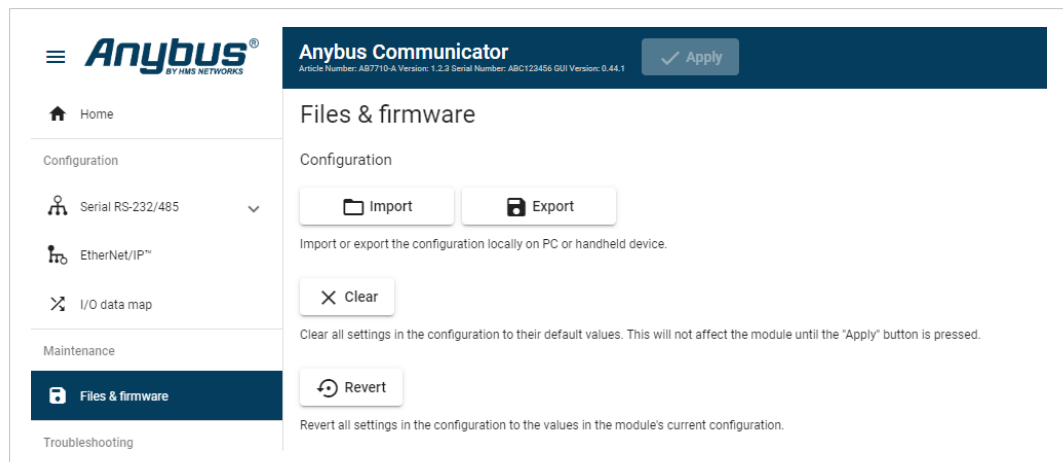 Anybus®
BY HMS NETWORKS
Anybus Communicator
Article Number: AB7710-A Version: 1.2.3 Serial Number: ABC123456 GUI Version: 0.44.1
Apply
Home
Configuration
Serial RS-232/485
EtherNet/IP™
I/O data map
Maintenance
Files & firmware
Troubleshooting
Files & firmware
Configuration
Import
Export
Import or export the configuration locally on PC or handheld device.
Clear
Clear all settings in the configuration to their default values. This will not affect the module until the "Apply" button is pressed.
Revert
Revert all settings in the configuration to the values in the module's current configuration.